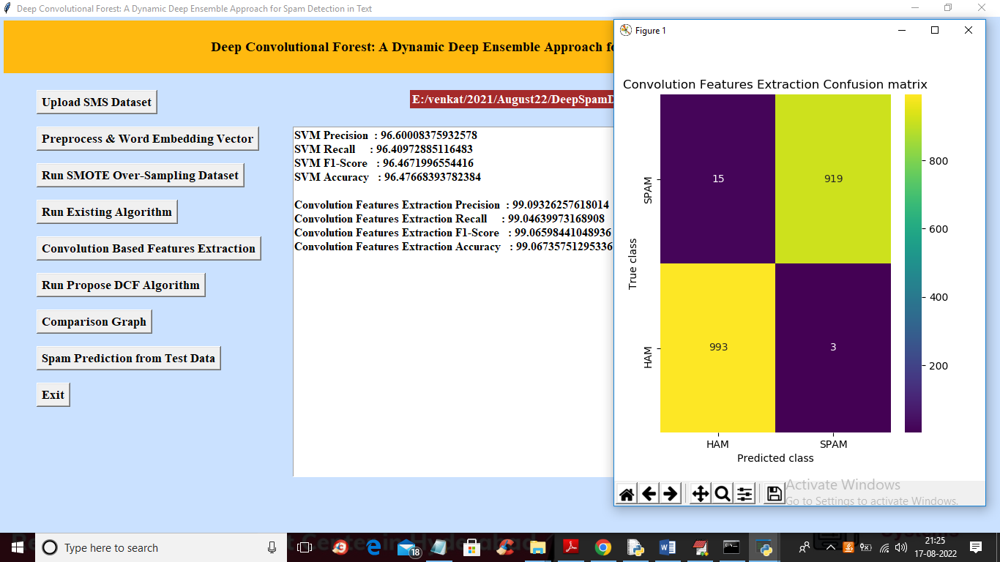 Deep Convolutional Forest: A Dynamic Deep Ensemble Approach for Spam Detection in Text
Deep Convolutional Forest: A Dynamic Deep Ensemble Approach
Upload SMS Dataset
Preprocess & Word Embedding Vector
Run SMOTE Over-Sampling Dataset
Run Existing Algorithm
Convolution Based Features Extraction
Run Propose DCF Algorithm
Comparison Graph
Spam Prediction from Test Data
Exit
E:/venkat/2021/August22/DeepSpamD
SVM Precision : 96.60008375932578
SVM Recall : 96.40972885116483
SVM F1-Score : 96.4671996554416
SVM Accuracy : 96.47668393782384
Convolution Features Extraction Precision : 99.09326257618014
Convolution Features Extraction Recall : 99.04639973168908
Convolution Features Extraction F1-Score : 99.06598441048936
Convolution Features Extraction Accuracy : 99.06735751295336
Figure 1
Convolution Features Extraction Confusion matrix
True class
SPAM
15
919
HAM
993
3
HAM
SPAM
Predicted class
800
600
400
200
Activate Windows
Go to Settings to activate Windows.
Type here to search
18
21:25
17-08-2022